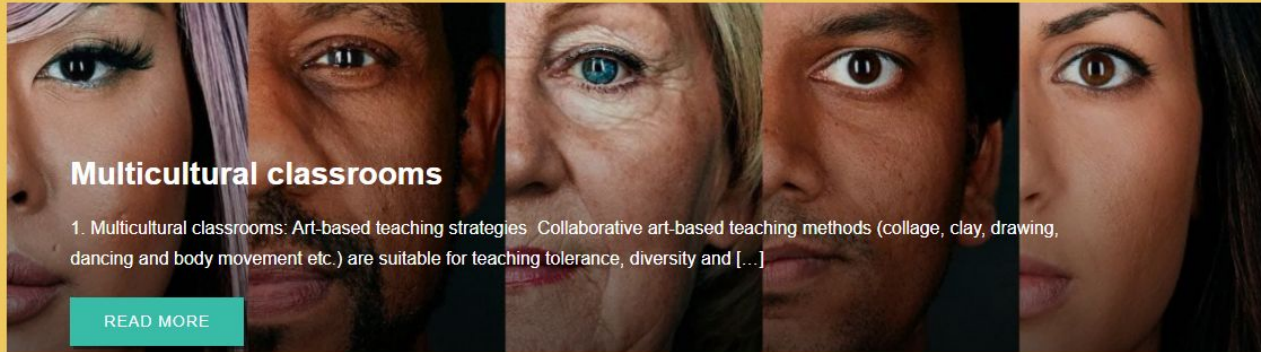 Multicultural classrooms
1. Multicultural classrooms: Art-based teaching strategies  Collaborative art-based teaching methods (collage, clay, drawing,
dancing and body movement etc.) are suitable for teaching tolerance, diversity and […]
READ MORE